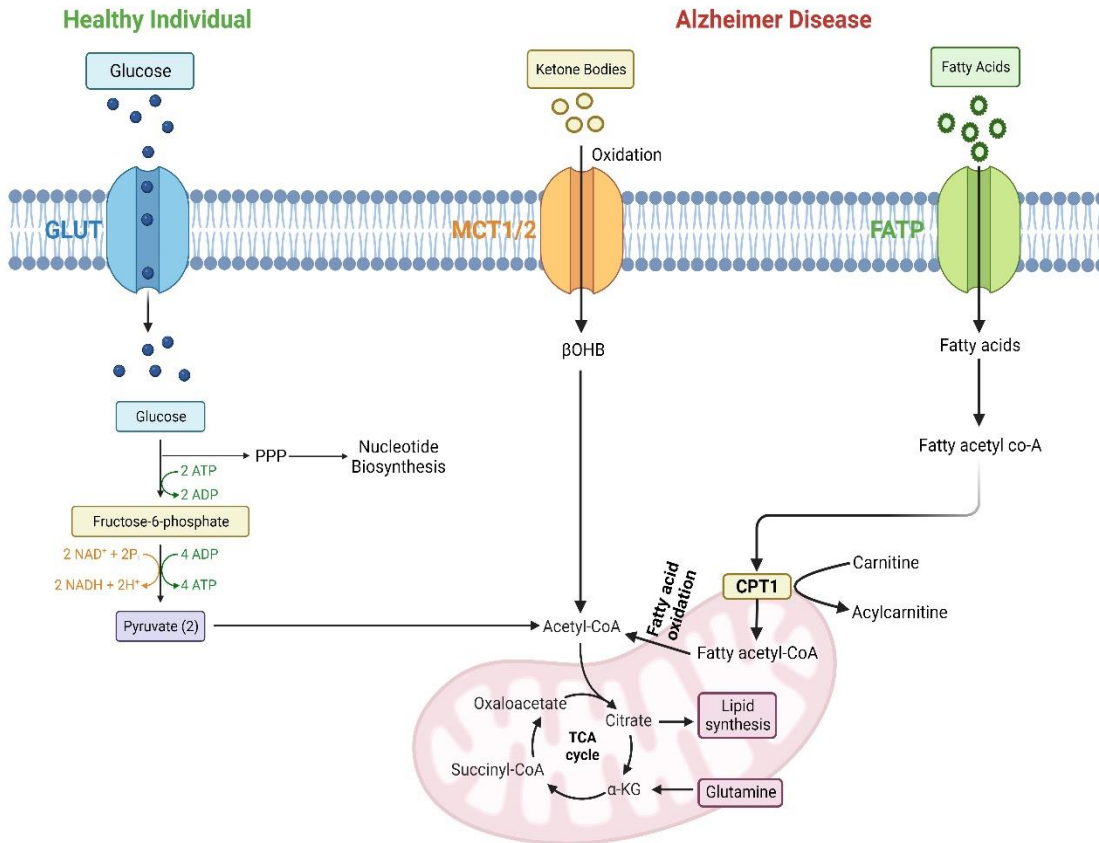 Healthy Individual
Alzheimer Disease
Glucose
Ketone Bodies
Fatty Acids
Oxidation
GLUT
MCT1/2
FATP
βOHB
Fatty acids
Glucose
PPP
Nucleotide
Biosynthesis
Fatty acetyl co-A
2 ATP
2 ADP
Fructose-6-phosphate
2 NAD⁺ + 2Pᵢ
4 ADP
2 NADH + 2H⁺
4 ATP
Carnitine
CPT1
Acylcarnitine
Fatty acid
oxidation
Pyruvate (2)
Acetyl-CoA
Fatty acetyl-CoA
Oxaloacetate
Citrate
Lipid
synthesis
TCA
cycle
Succinyl-CoA
α-KG
Glutamine